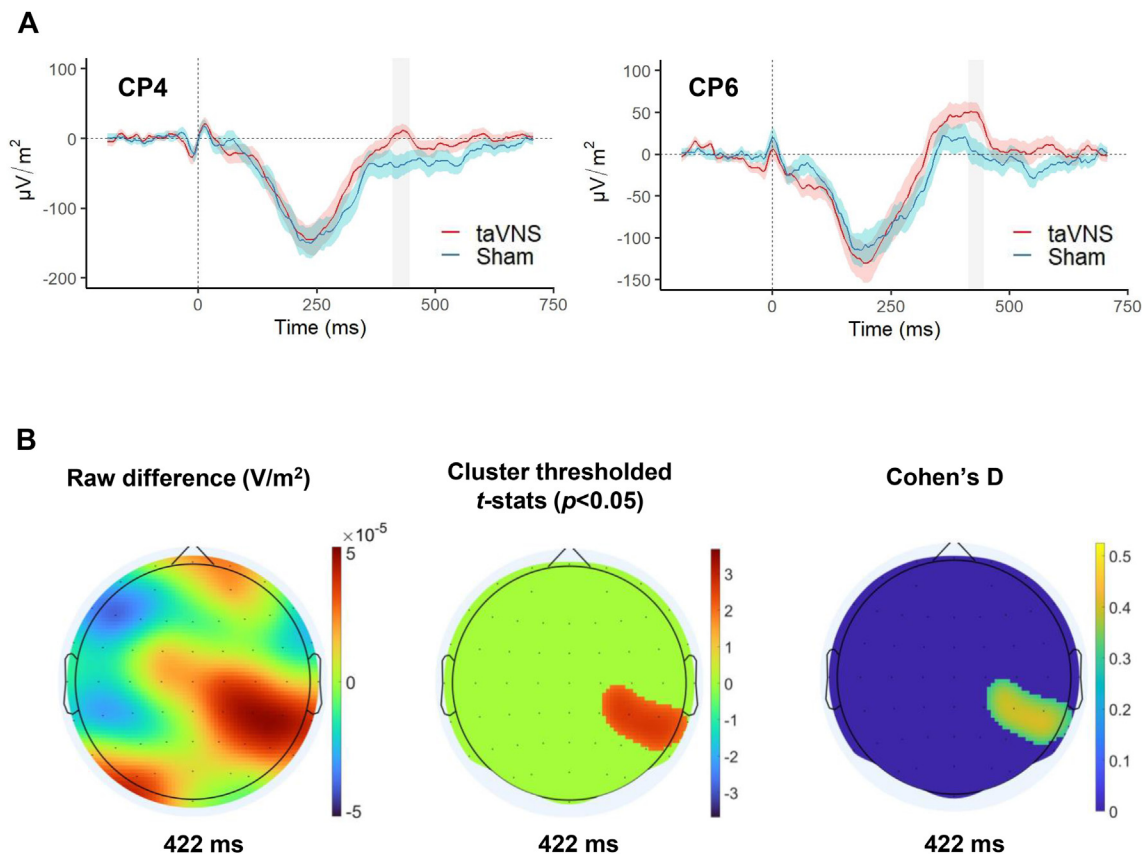 A
CP4
100
0
-100
-200
µV/ m²
0
250
500
750
Time (ms)
taVNS
Sham
CP6
100
50
0
-50
-100
-150
µV/ m²
0
250
500
750
Time (ms)
taVNS
Sham
B
Raw difference (V/m²)
×10⁻⁵
5
0
-5
422 ms
Cluster thresholded
t-stats (p<0.05)
3
2
1
0
-1
-2
-3
422 ms
Cohen’s D
0.5
0.4
0.3
0.2
0.1
0
422 ms